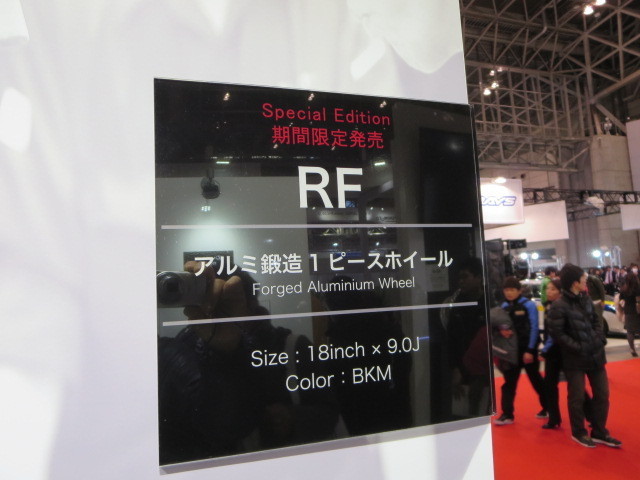 Special Edition
期間限定発売
RF
アルミ鍛造1ピースホイール
Forged Aluminium Wheel
Size : 18inch × 9.0J
Color : BKM